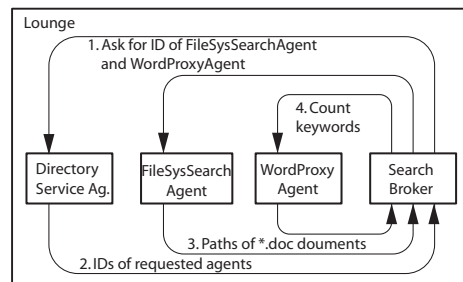 Lounge
1. Ask for ID of FileSysSearchAgent
and WordProxyAgent
4. Count
keywords
Directory
Service Ag.
FileSysSearch
Agent
WordProxy
Agent
Search
Broker
3. Paths of *.doc douments
2. IDs of requested agents